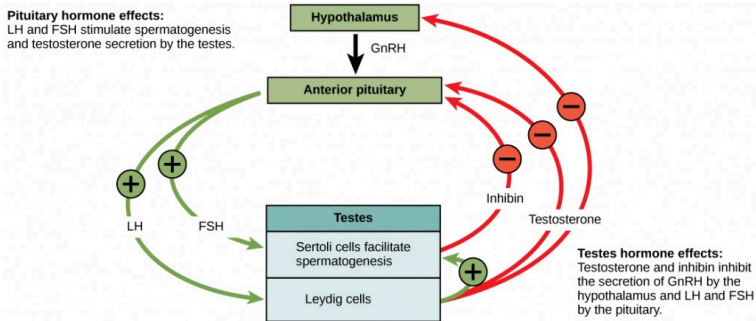 Pituitary hormone effects:
LH and FSH stimulate spermatogenesis
and testosterone secretion by the testes.
Hypothalamus
GnRH
Anterior pituitary
+
+
−
−
−
LH
FSH
Inhibin
Testosterone
Testes
Sertoli cells facilitate
spermatogenesis
+
Leydig cells
Testes hormone effects:
Testosterone and inhibin inhibit
the secretion of GnRH by the
hypothalamus and LH and FSH
by the pituitary.